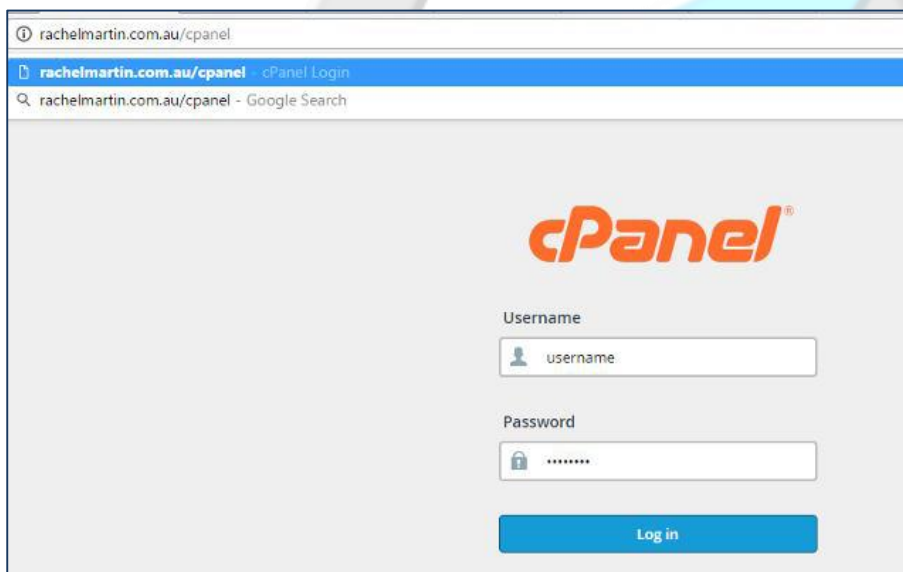 rachelmartin.com.au/cpanel
rachelmartin.com.au/cpanel - cPanel Login
rachelmartin.com.au/cpanel - Google Search
cPanel®
Username
username
Password
••••••••
Log in